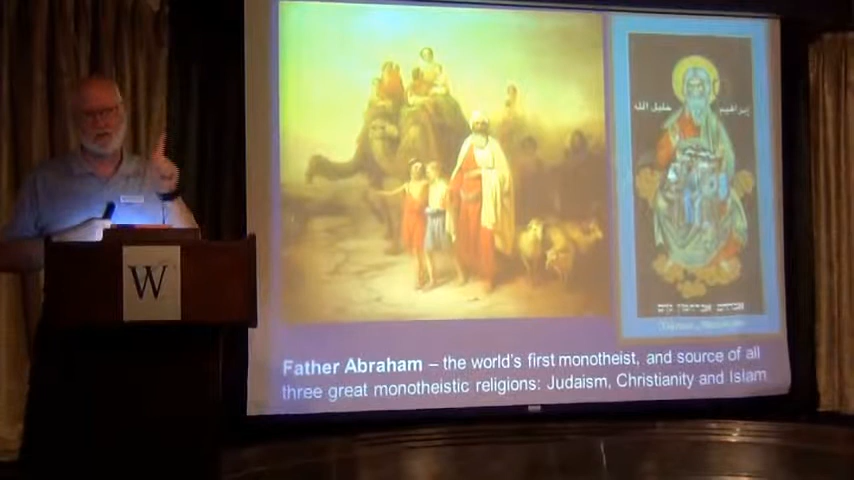 W
ابراهيم خليل الله
Father Abraham – the world's first monotheist, and source of all
three great monotheistic religions: Judaism, Christianity and Islam